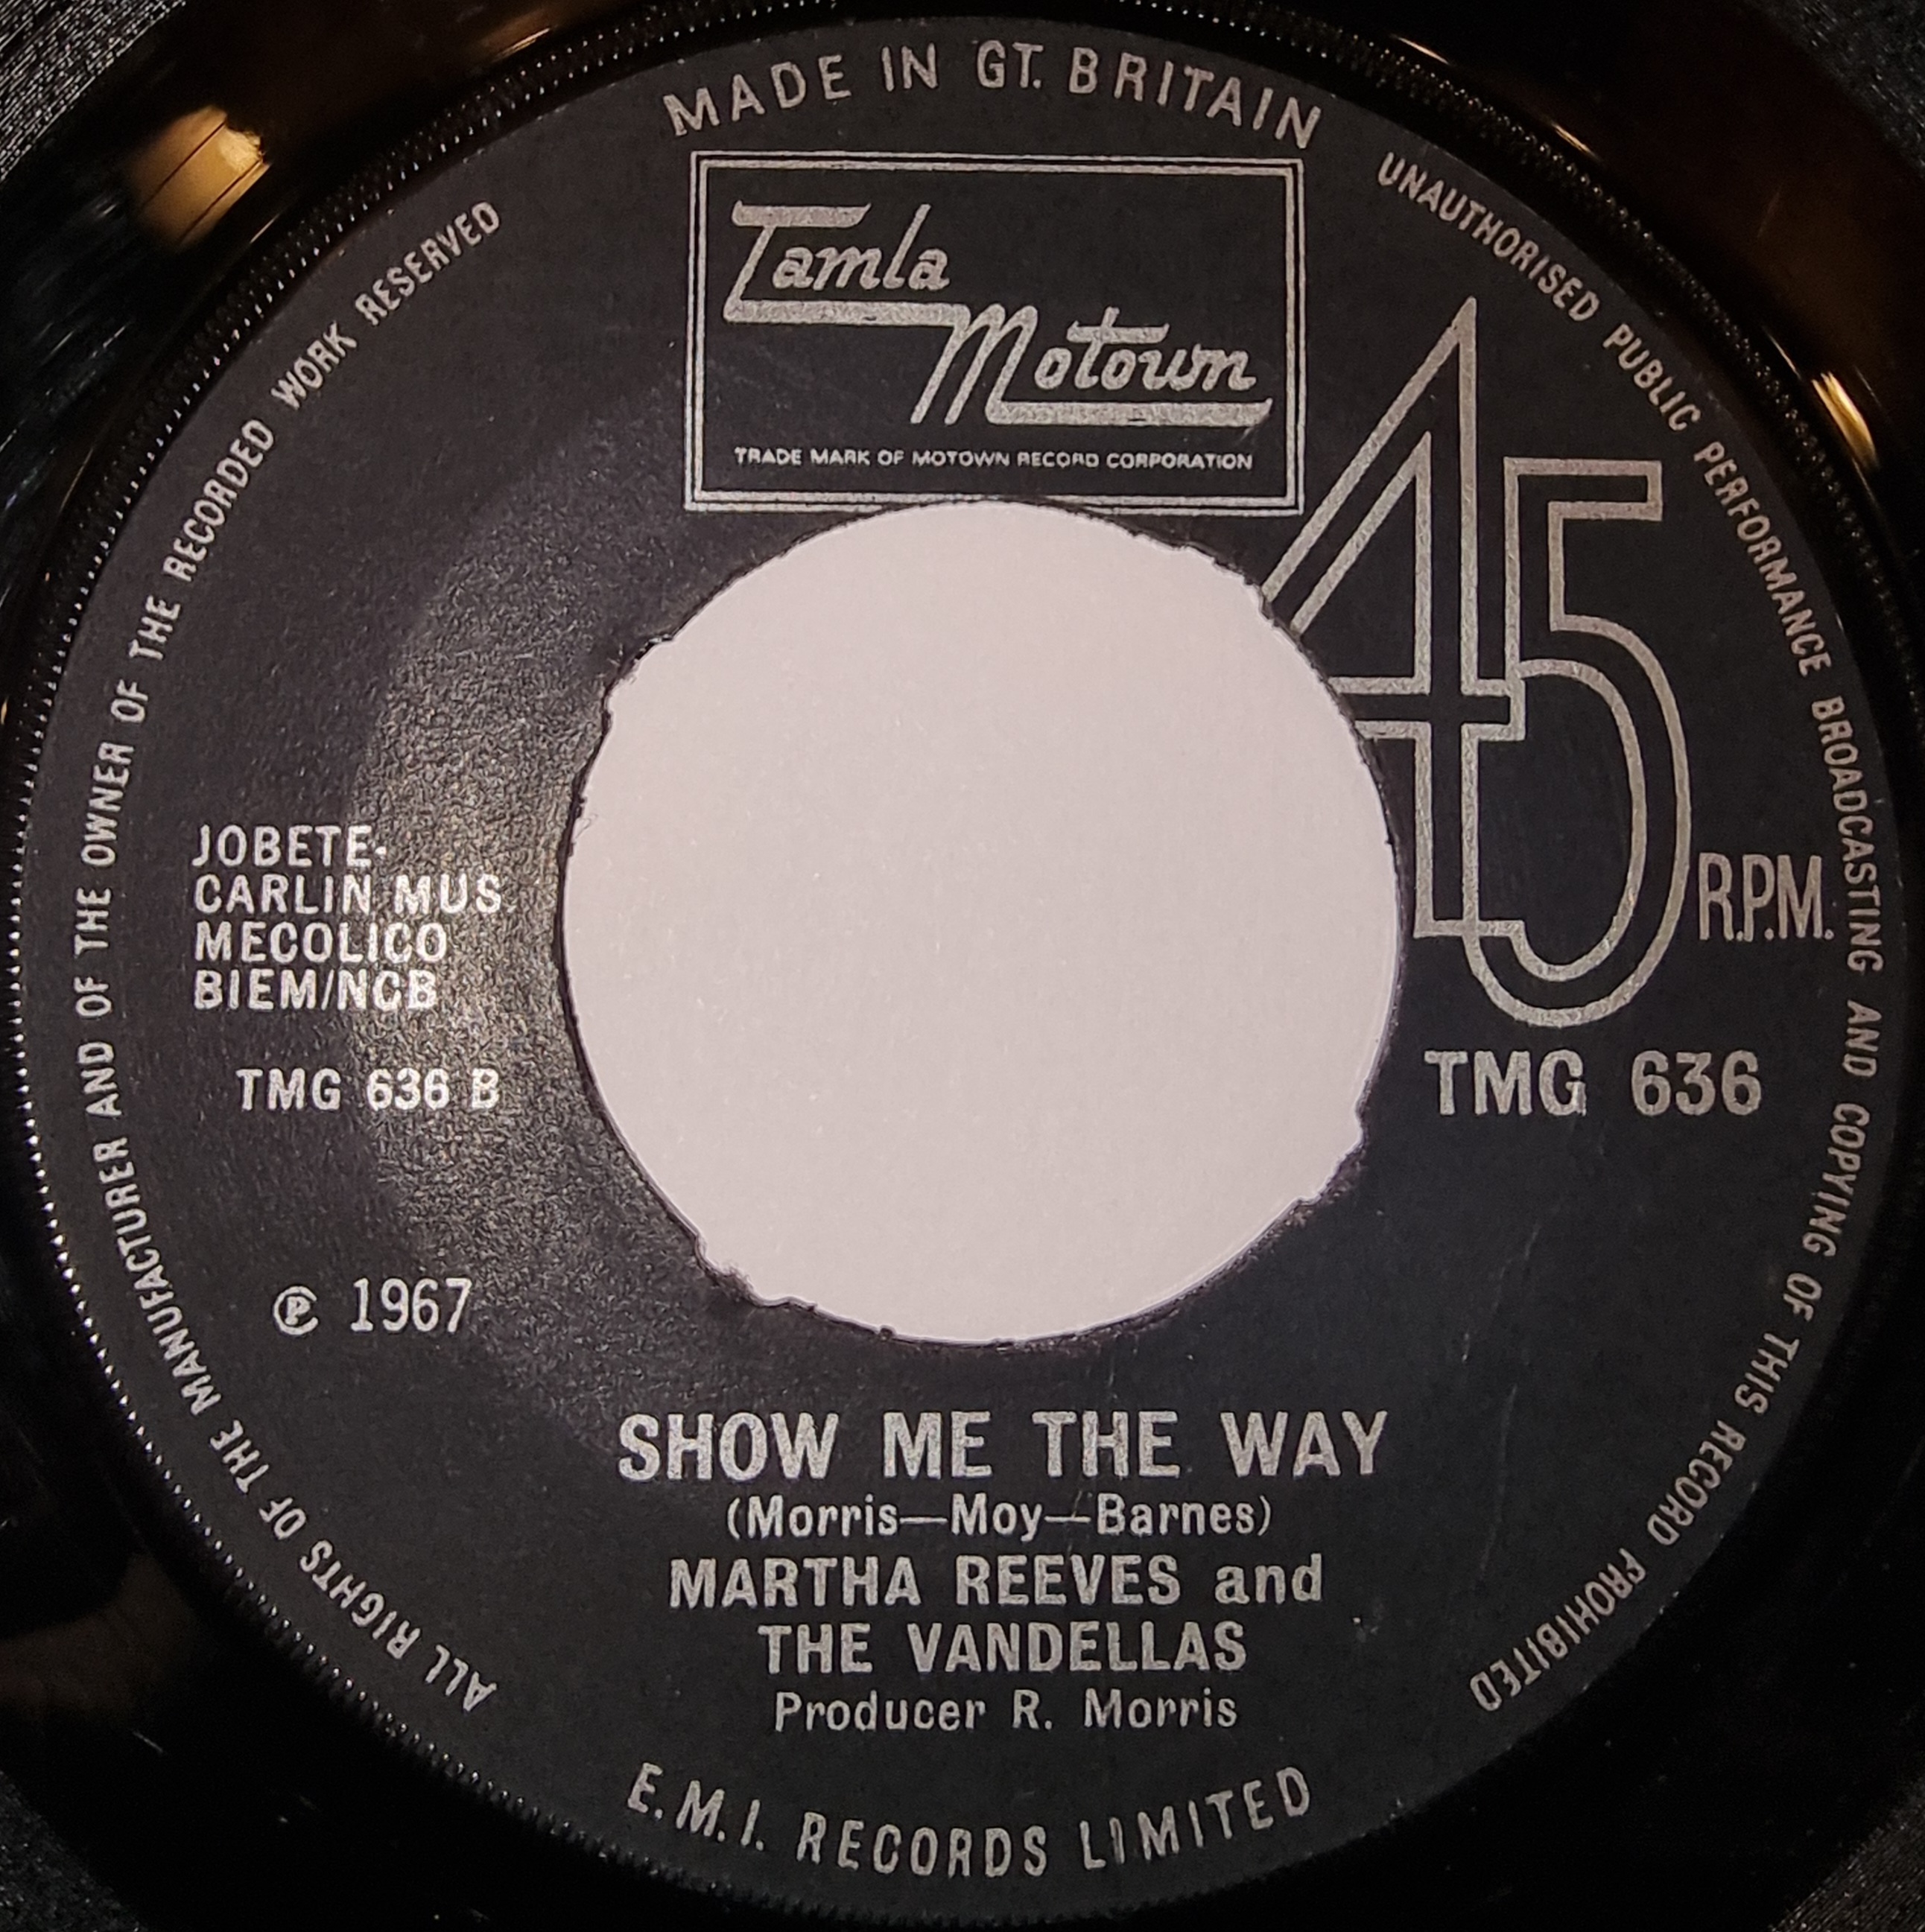 MADE IN GT. BRITAIN
Tamla
Motown
TRADE MARK OF MOTOWN RECORD CORPORATION
45
R.P.M.
JOBETE-
CARLIN MUS.
MECOLICO
BIEM/NCB
TMG 636 B
TMG 636
℗ 1967
SHOW ME THE WAY
(Morris—Moy—Barnes)
MARTHA REEVES and
THE VANDELLAS
Producer R. Morris
E.M.I. RECORDS LIMITED
ALL RIGHTS OF THE MANUFACTURER AND OF THE OWNER OF THE RECORDED WORK RESERVED
UNAUTHORISED PUBLIC PERFORMANCE BROADCASTING AND COPYING OF THIS RECORD PROHIBITED